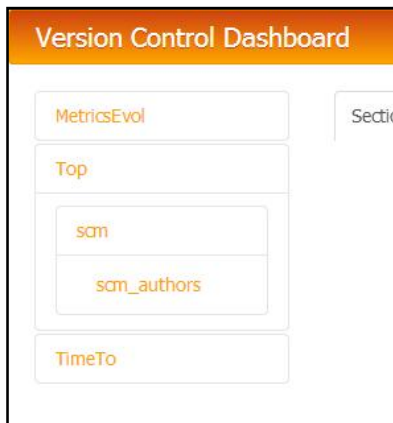 Version Control Dashboard
MetricsEvol
Top
scm
scm_authors
TimeTo